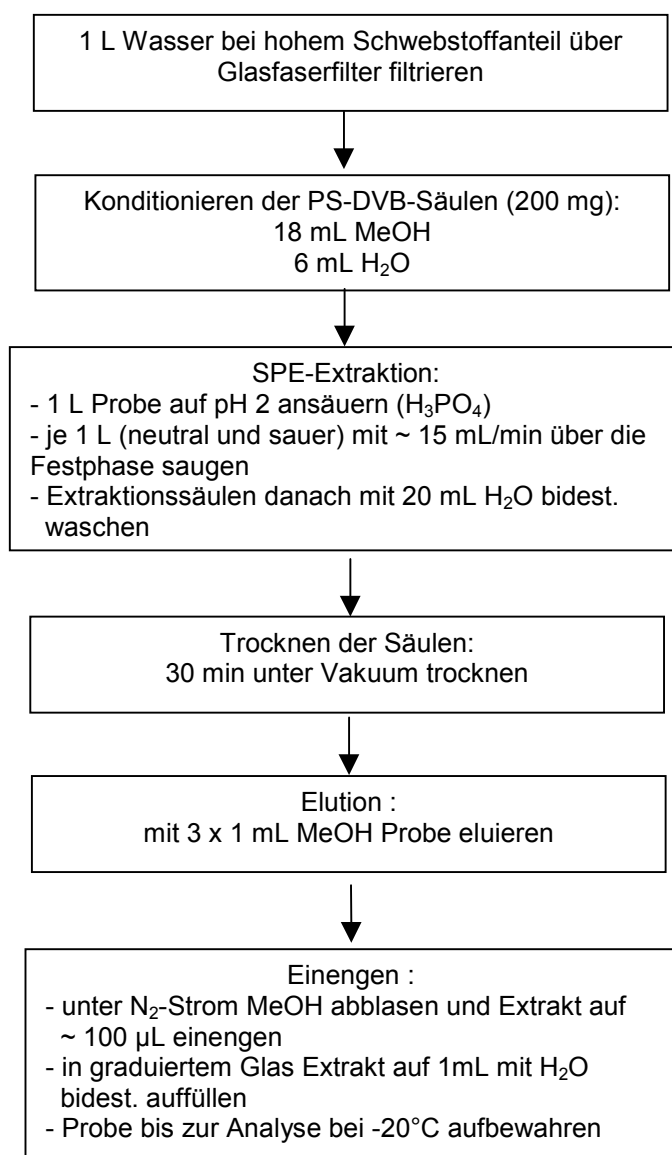 1 L Wasser bei hohem Schwebstoffanteil über
Glasfaserfilter filtrieren
Konditionieren der PS-DVB-Säulen (200 mg):
18 mL MeOH
6 mL H₂O
SPE-Extraktion:
- 1 L Probe auf pH 2 ansäuern (H₃PO₄)
- je 1 L (neutral und sauer) mit ~ 15 mL/min über die
Festphase saugen
- Extraktionssäulen danach mit 20 mL H₂O bidest.
waschen
Trocknen der Säulen:
30 min unter Vakuum trocknen
Elution :
mit 3 x 1 mL MeOH Probe eluieren
Einengen :
- unter N₂-Strom MeOH abblasen und Extrakt auf
~ 100 µL einengen
- in graduiertem Glas Extrakt auf 1mL mit H₂O
bidest. auffüllen
- Probe bis zur Analyse bei -20°C aufbewahren